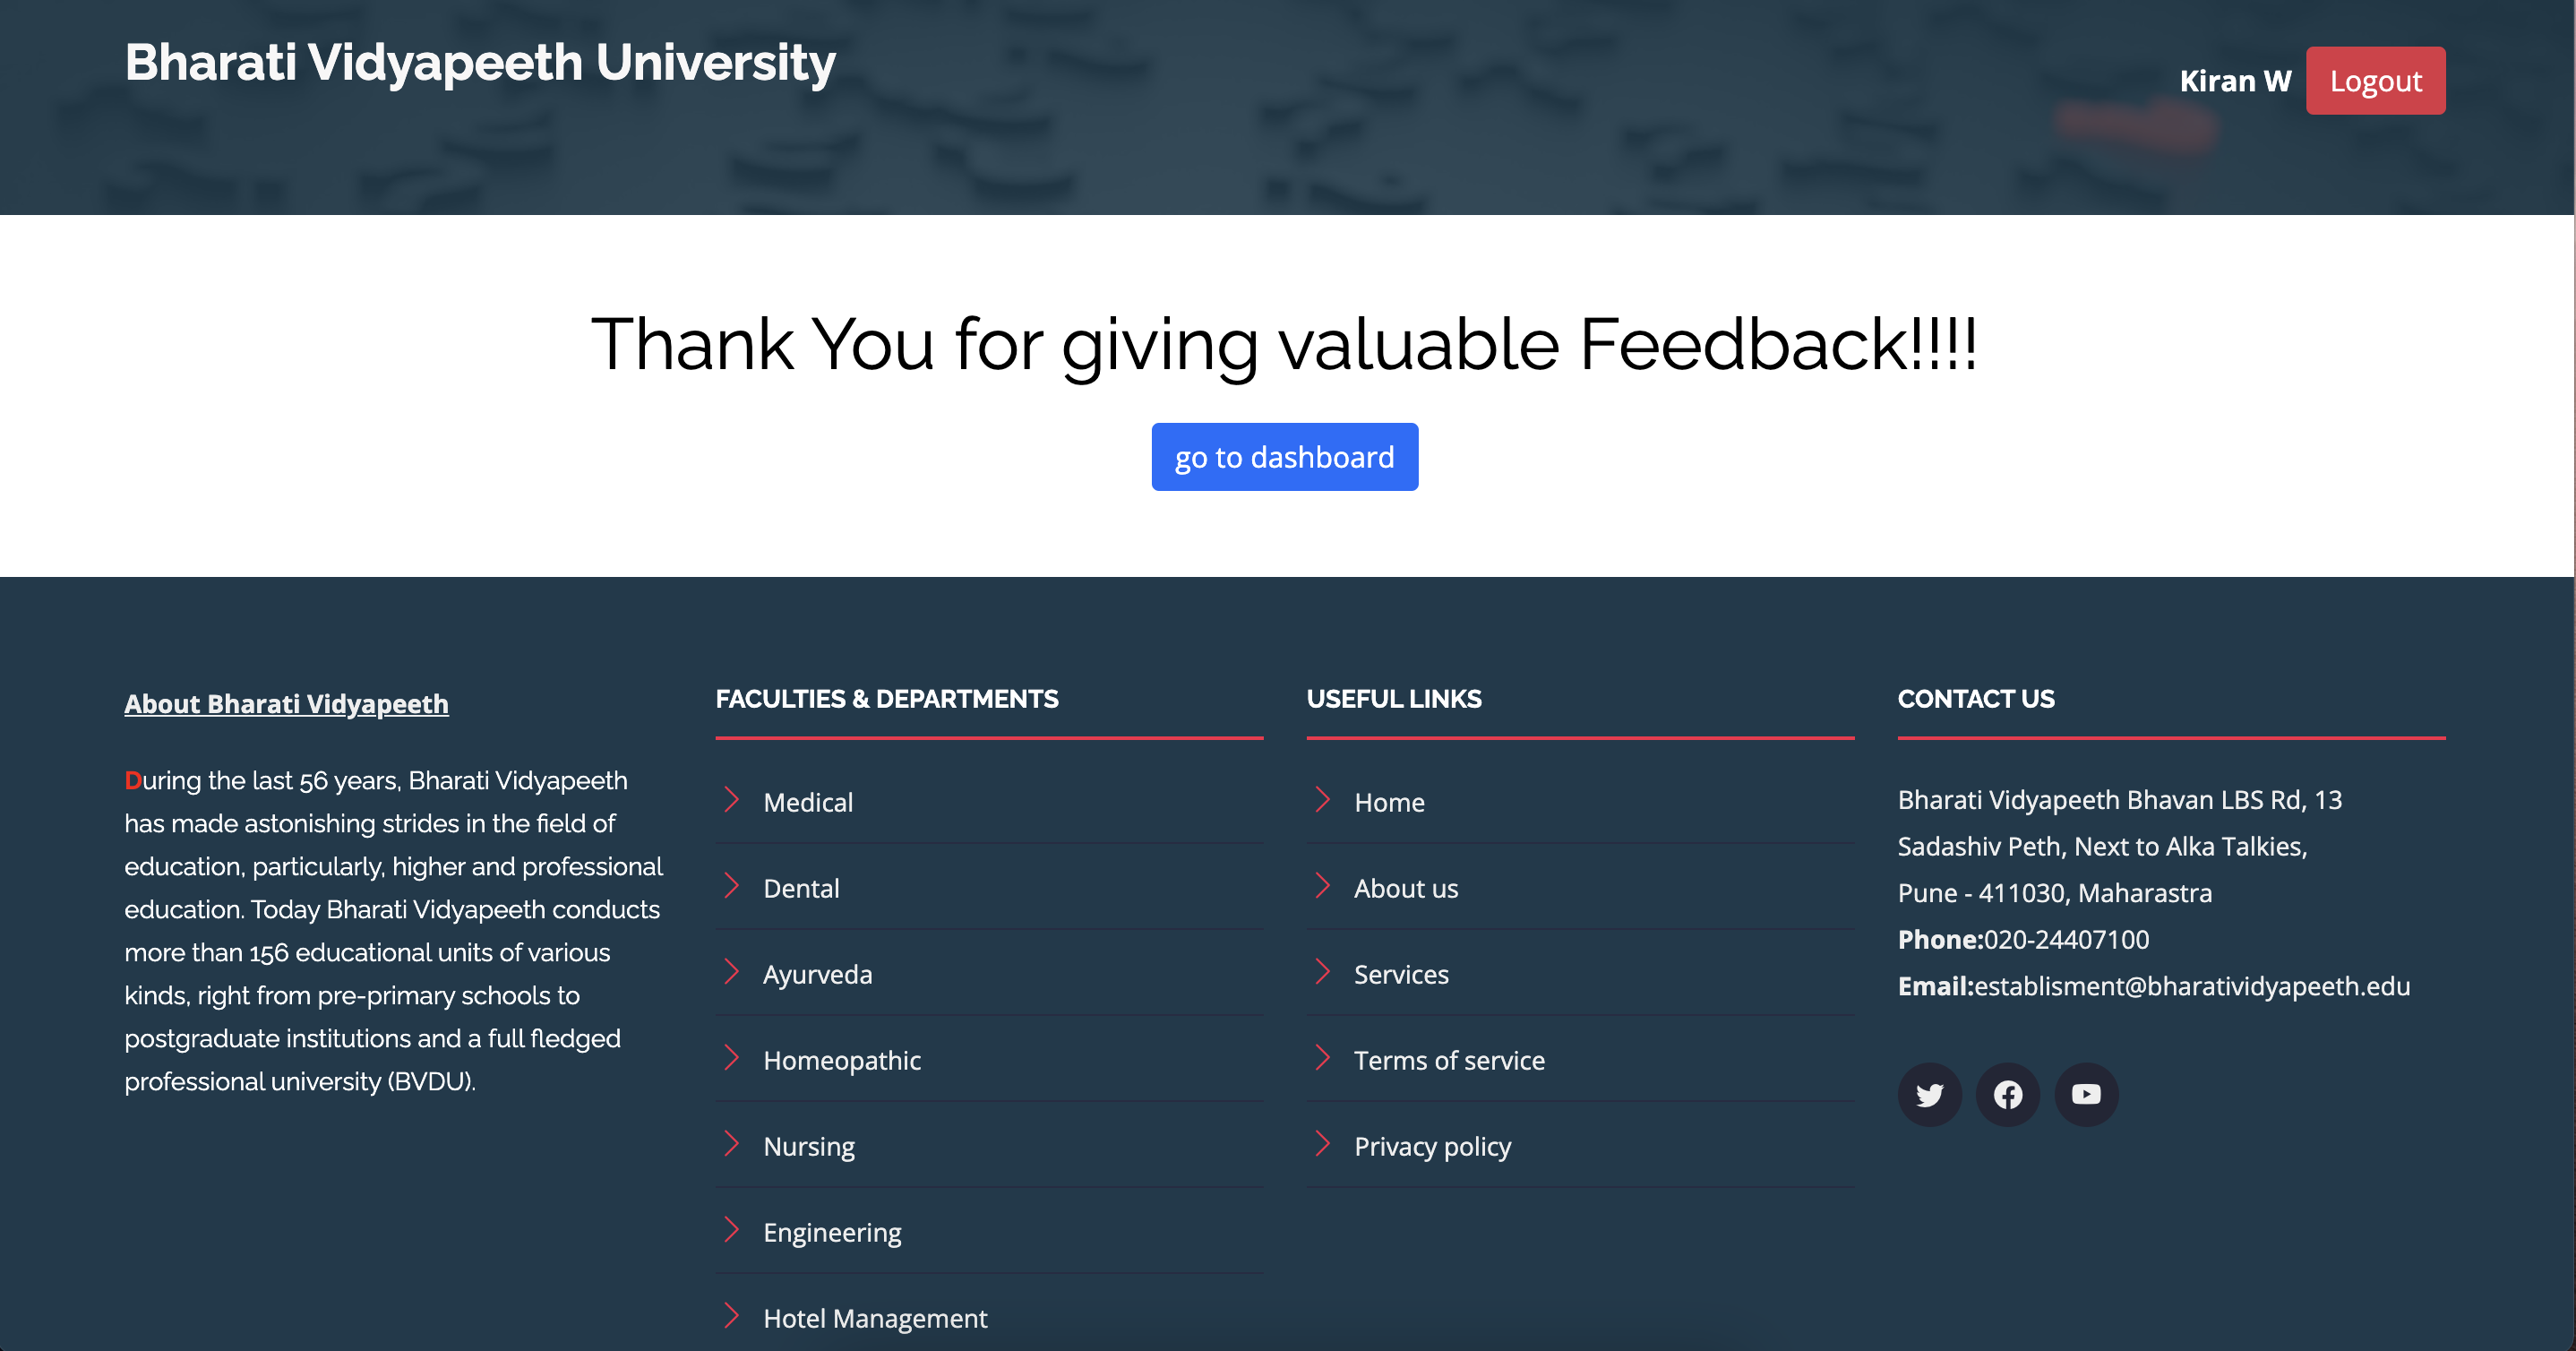 Bharati Vidyapeeth University
Kiran W
Logout
Thank You for giving valuable Feedback!!!!
go to dashboard
About Bharati Vidyapeeth
During the last 56 years, Bharati Vidyapeeth
has made astonishing strides in the field of
education, particularly, higher and professional
education. Today Bharati Vidyapeeth conducts
more than 156 educational units of various
kinds, right from pre-primary schools to
postgraduate institutions and a full fledged
professional university (BVDU).
FACULTIES & DEPARTMENTS
Medical
Dental
Ayurveda
Homeopathic
Nursing
Engineering
Hotel Management
USEFUL LINKS
Home
About us
Services
Terms of service
Privacy policy
CONTACT US
Bharati Vidyapeeth Bhavan LBS Rd, 13
Sadashiv Peth, Next to Alka Talkies,
Pune - 411030, Maharastra
Phone:020-24407100
Email:establisment@bharatividyapeeth.edu